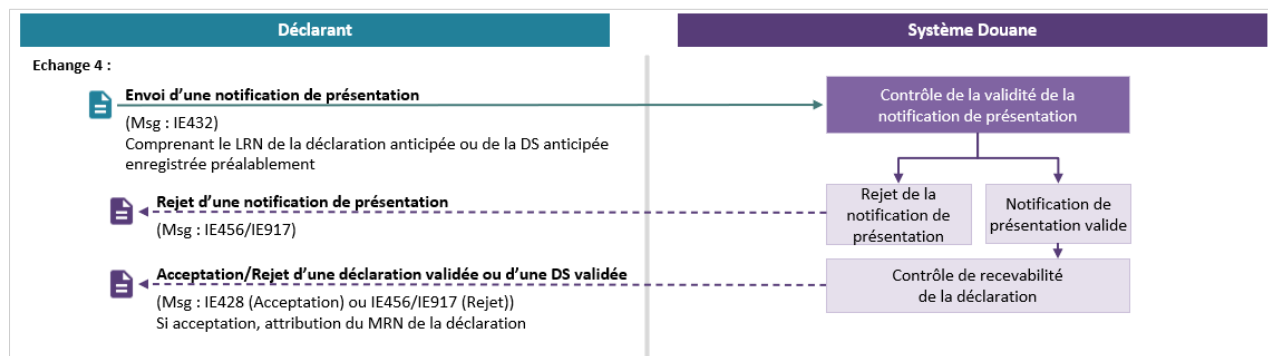 Déclarant
Système Douane
Echange 4 :
Envoi d'une notification de présentation
(Msg : IE432)
Comprenant le LRN de la déclaration anticipée ou de la DS anticipée
enregistrée préalablement
Contrôle de la validité de la
notification de présentation
Rejet d'une notification de présentation
(Msg : IE456/IE917)
Rejet de la
notification de
présentation
Notification de
présentation valide
Acceptation/Rejet d'une déclaration validée ou d'une DS validée
(Msg : IE428 (Acceptation) ou IE456/IE917 (Rejet))
Si acceptation, attribution du MRN de la déclaration
Contrôle de recevabilité
de la déclaration